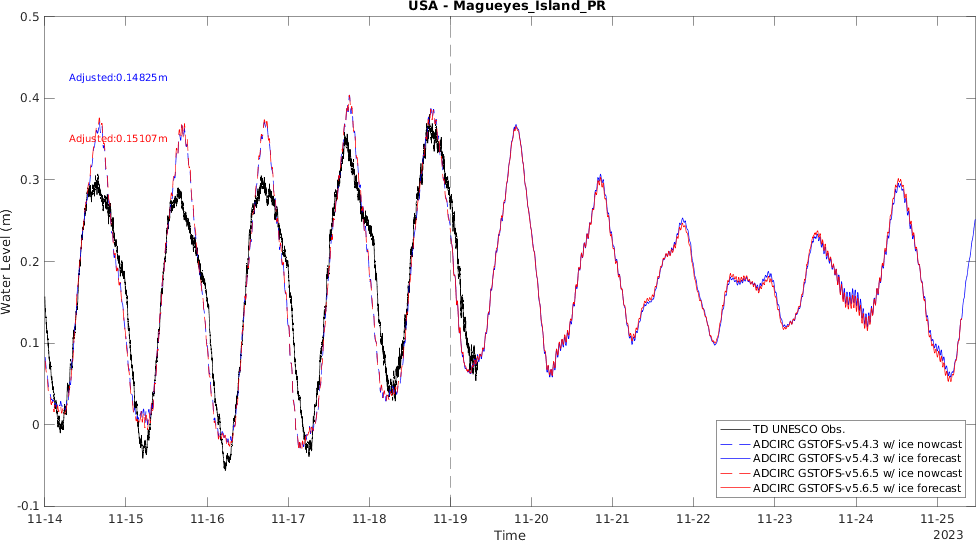 USA - Magueyes_Island_PR
0.5
0.4
0.3
0.2
0.1
0
-0.1
Water Level (m)
Adjusted:0.14825m
Adjusted:0.15107m
TD UNESCO Obs.
ADCIRC GSTOFS-v5.4.3 w/ ice nowcast
ADCIRC GSTOFS-v5.4.3 w/ ice forecast
ADCIRC GSTOFS-v5.6.5 w/ ice nowcast
ADCIRC GSTOFS-v5.6.5 w/ ice forecast
11-14 11-15 11-16 11-17 11-18 11-19 11-20 11-21 11-22 11-23 11-24 11-25
Time
2023